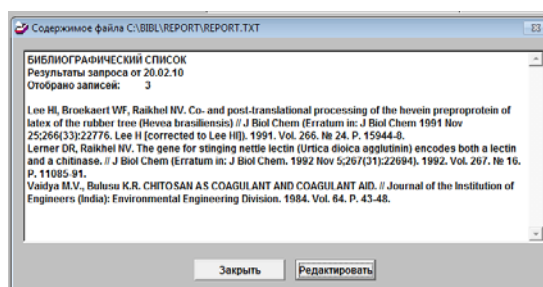 Содержимое файла C:\BIBL\REPORT\REPORT.TXT
БИБЛИОГРАФИЧЕСКИЙ СПИСОК
Результаты запроса от 20.02.10
Отобрано записей: 3
Lee HI, Broekaert WF, Raikhel NV. Co- and post-translational processing of the hevein preproprotein of
latex of the rubber tree (Hevea brasiliensis) // J Biol Chem (Erratum in: J Biol Chem 1991 Nov
25;266(33):22776. Lee H [corrected to Lee HI]). 1991. Vol. 266. № 24. P. 15944-8.
Lerner DR, Raikhel NV. The gene for stinging nettle lectin (Urtica dioica agglutinin) encodes both a lectin
and a chitinase. // J Biol Chem (Erratum in: J Biol Chem. 1992 Nov 5;267(31):22694). 1992. Vol. 267. № 16.
P. 11085-91.
Vaidya M.V., Bulusu K.R. CHITOSAN AS COAGULANT AND COAGULANT AID. // Journal of the Institution of
Engineers (India): Environmental Engineering Division. 1984. Vol. 64. P. 43-48.
Закрыть Редактировать